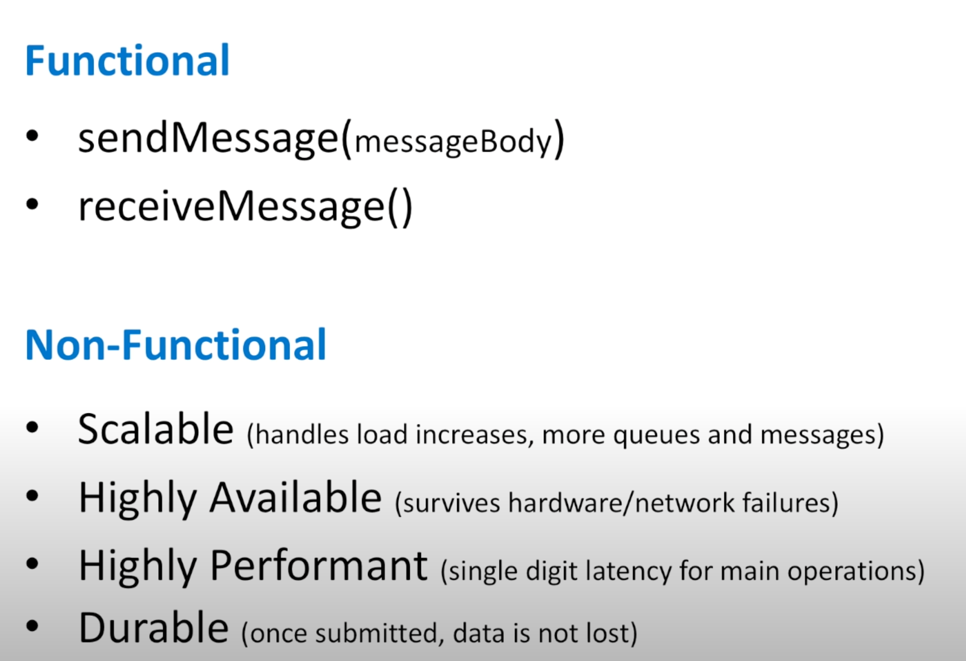 Functional
• sendMessage(messageBody)
• receiveMessage()
Non-Functional
• Scalable (handles load increases, more queues and messages)
• Highly Available (survives hardware/network failures)
• Highly Performant (single digit latency for main operations)
• Durable (once submitted, data is not lost)